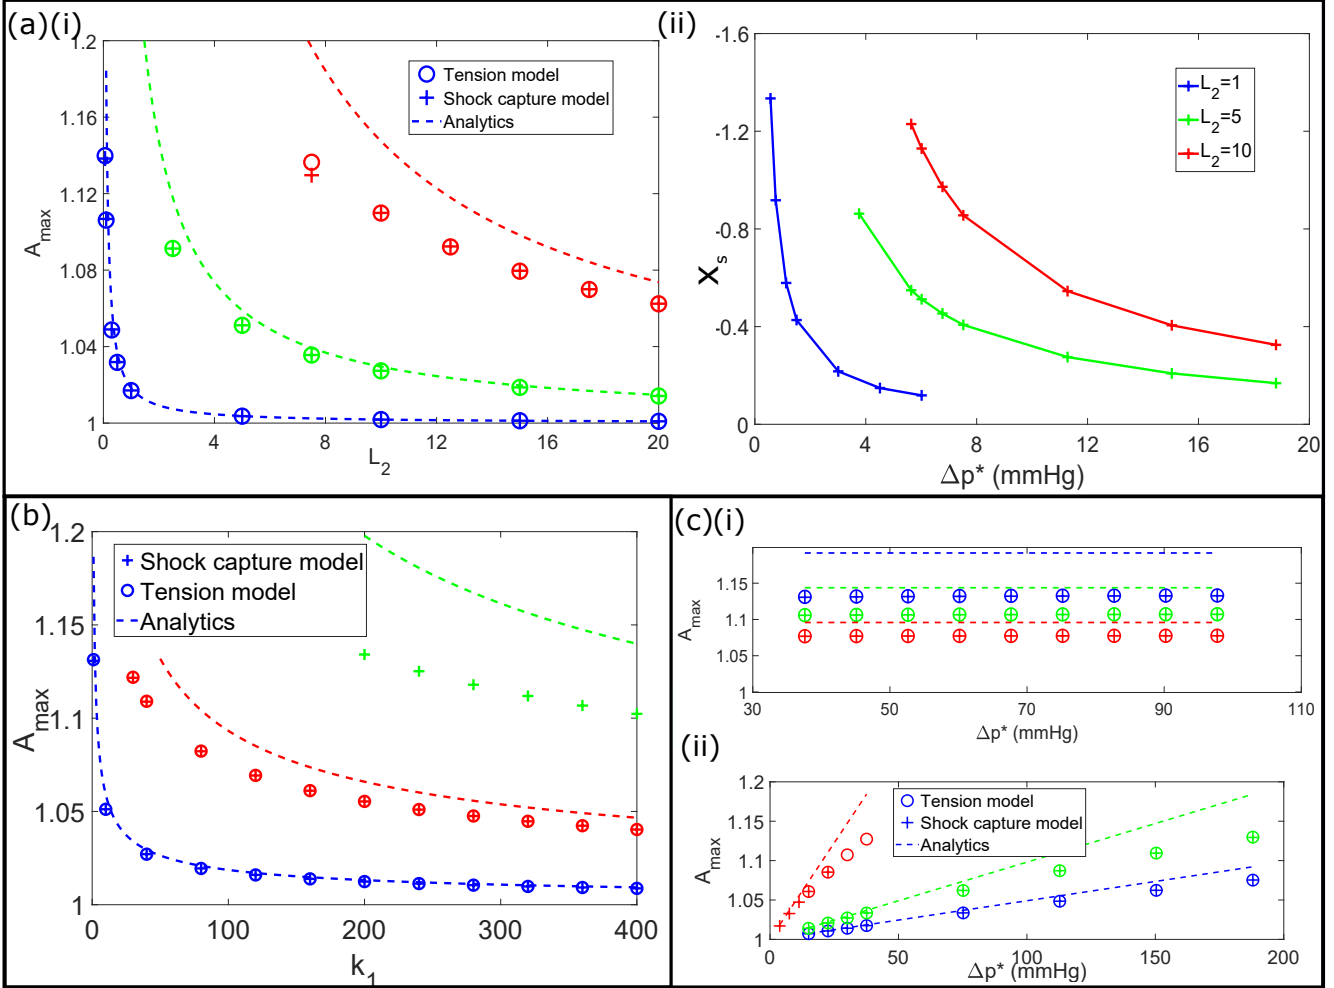 (a)(i)
1.2
1.16
1.12
1.08
1.04
1
A_max
0 4 8 12 16 20
L_2
Tension model
Shock capture model
Analytics
(ii)
-1.6
-1.2
-0.8
-0.4
0
X_s
0 4 8 12 16 20
Δp* (mmHg)
L_2=1
L_2=5
L_2=10
(b)
1.2
1.15
1.1
1.05
1
A_max
0 100 200 300 400
k_1
Shock capture model
Tension model
Analytics
(c)(i)
1.15
1.1
1.05
1
A_max
30 50 70 90 110
Δp* (mmHg)
(ii)
1.2
1.15
1.1
1.05
1
A_max
0 50 100 150 200
Δp* (mmHg)
Tension model
Shock capture model
Analytics